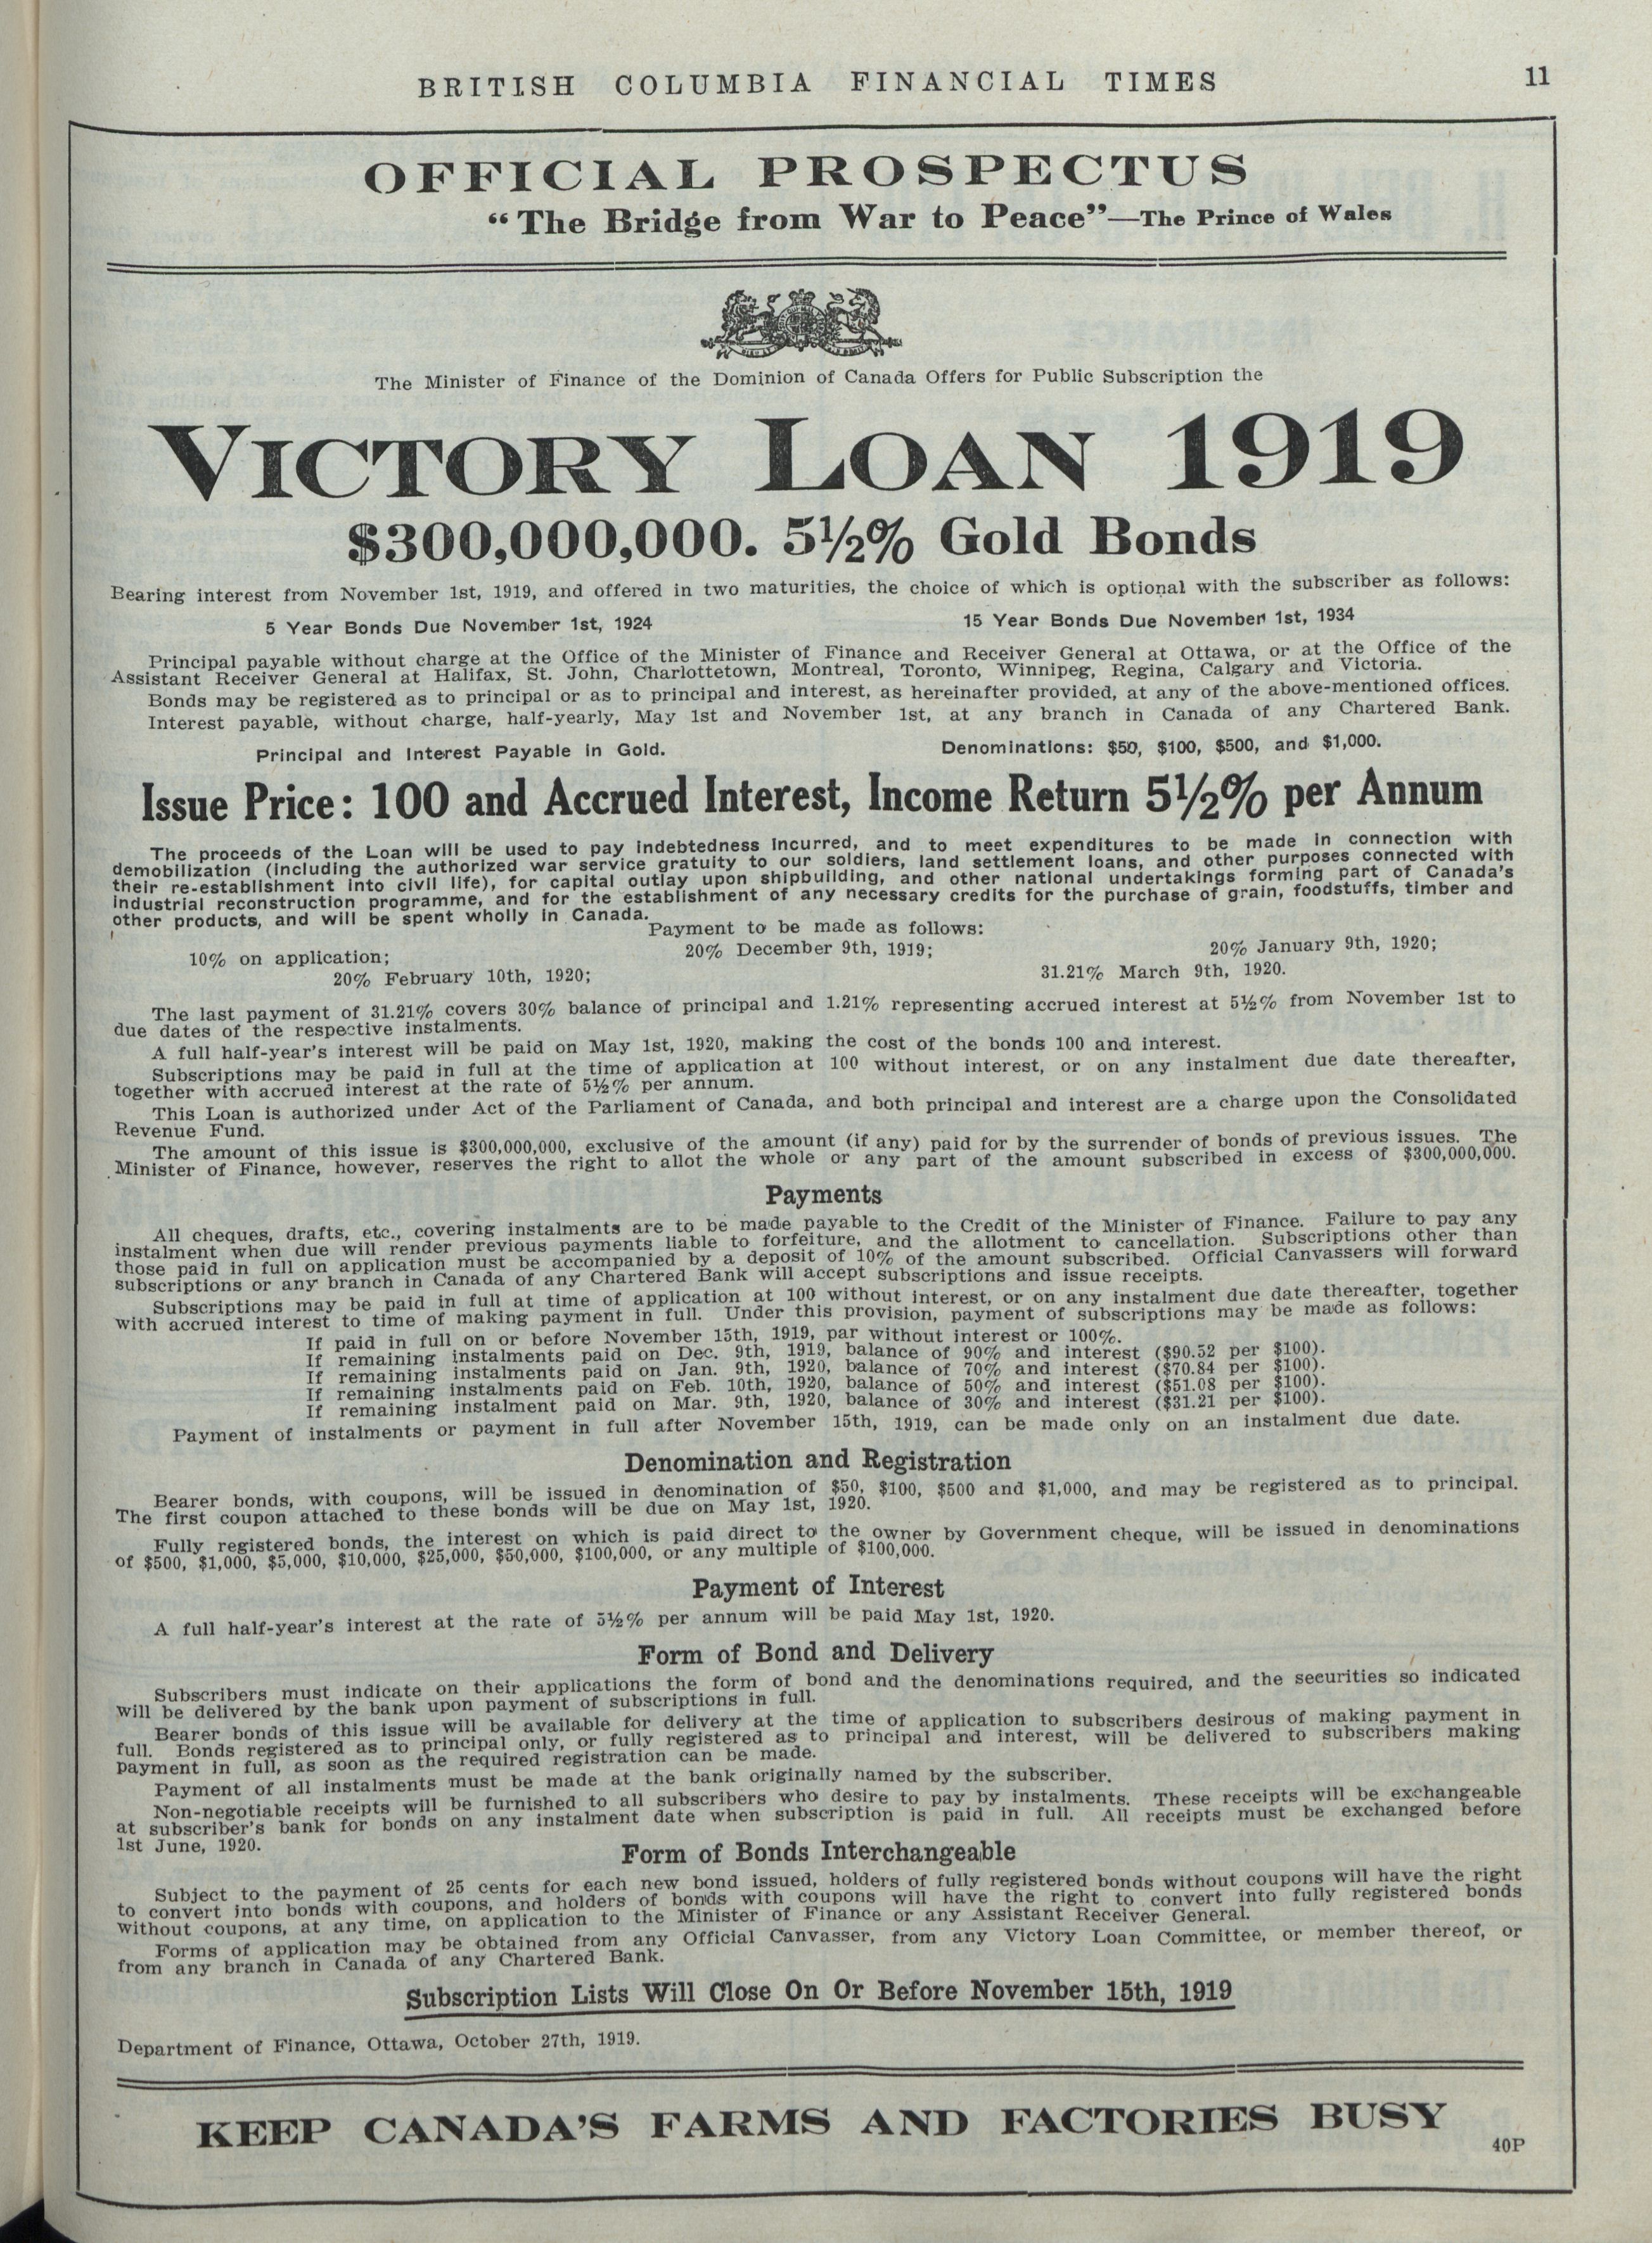 BRITISH COLUMBIA FINANCIAL TIMES 11
OFFICIAL PROSPECTUS
“The Bridge from War to Peace”—The Prince of Wales
The Minister of Finance of the Dominion of Canada Offers for Public Subscription the
VICTORY LOAN 1919
$300,000,000. 5½% Gold Bonds
Bearing interest from November 1st, 1919, and offered in two maturities, the choice of which is optional with the subscriber as follows:
5 Year Bonds Due November 1st, 1924 15 Year Bonds Due November 1st, 1934
Principal payable without charge at the Office of the Minister of Finance and Receiver General at Ottawa, or at the Office of the
Assistant Receiver General at Halifax, St. John, Charlottetown, Montreal, Toronto, Winnipeg, Regina, Calgary and Victoria.
Bonds may be registered as to principal or as to principal and interest, as hereinafter provided, at any of the above-mentioned offices.
Interest payable, without charge, half-yearly, May 1st and November 1st, at any branch in Canada of any Chartered Bank.
Principal and Interest Payable in Gold. Denominations: $50, $100, $500, and $1,000.
Issue Price: 100 and Accrued Interest, Income Return 5½% per Annum
The proceeds of the Loan will be used to pay indebtedness incurred, and to meet expenditures to be made in connection with
demobilization (including the authorized war service gratuity to our soldiers, land settlement loans, and other purposes connected with
their re-establishment into civil life), for capital outlay upon shipbuilding, and other national undertakings forming part of Canada's
industrial reconstruction programme, and for the establishment of any necessary credits for the purchase of grain, foodstuffs, timber and
other products, and will be spent wholly in Canada.
Payment to be made as follows:
10% on application; 20% December 9th, 1919; 20% January 9th, 1920;
20% February 10th, 1920; 31.21% March 9th, 1920.
The last payment of 31.21% covers 30% balance of principal and 1.21% representing accrued interest at 5½% from November 1st to
due dates of the respective instalments.
A full half-year's interest will be paid on May 1st, 1920, making the cost of the bonds 100 and interest.
Subscriptions may be paid in full at the time of application at 100 without interest, or on any instalment due date thereafter,
together with accrued interest at the rate of 5½% per annum.
This Loan is authorized under Act of the Parliament of Canada, and both principal and interest are a charge upon the Consolidated
Revenue Fund.
The amount of this issue is $300,000,000, exclusive of the amount (if any) paid for by the surrender of bonds of previous issues. The
Minister of Finance, however, reserves the right to allot the whole or any part of the amount subscribed in excess of $300,000,000.
Payments
All cheques, drafts, etc., covering instalments are to be made payable to the Credit of the Minister of Finance. Failure to pay any
instalment when due will render previous payments liable to forfeiture, and the allotment to cancellation. Subscriptions other than
those paid in full on application must be accompanied by a deposit of 10% of the amount subscribed. Official Canvassers will forward
subscriptions or any branch in Canada of any Chartered Bank will accept subscriptions and issue receipts.
Subscriptions may be paid in full at time of application at 100 without interest, or on any instalment due date thereafter, together
with accrued interest to time of making payment in full. Under this provision, payment of subscriptions may be made as follows:
If paid in full on or before November 15th, 1919, par without interest or 100%.
If remaining instalments paid on Dec. 9th, 1919, balance of 90% and interest ($90.52 per $100).
If remaining instalments paid on Jan. 9th, 1920, balance of 70% and interest ($70.84 per $100).
If remaining instalments paid on Feb. 10th, 1920, balance of 50% and interest ($51.08 per $100).
If remaining instalment paid on Mar. 9th, 1920, balance of 30% and interest ($31.21 per $100).
Payment of instalments or payment in full after November 15th, 1919, can be made only on an instalment due date.
Denomination and Registration
Bearer bonds, with coupons, will be issued in denomination of $50, $100, $500 and $1,000, and may be registered as to principal.
The first coupon attached to these bonds will be due on May 1st, 1920.
Fully registered bonds, the interest on which is paid direct to the owner by Government cheque, will be issued in denominations
of $500, $1,000, $5,000, $10,000, $25,000, $50,000, $100,000, or any multiple of $100,000.
Payment of Interest
A full half-year's interest at the rate of 5½% per annum will be paid May 1st, 1920.
Form of Bond and Delivery
Subscribers must indicate on their applications the form of bond and the denominations required, and the securities so indicated
will be delivered by the bank upon payment of subscriptions in full.
Bearer bonds of this issue will be available for delivery at the time of application to subscribers desirous of making payment in
full. Bonds registered as to principal only, or fully registered as to principal and interest, will be delivered to subscribers making
payment in full, as soon as the required registration can be made.
Payment of all instalments must be made at the bank originally named by the subscriber.
Non-negotiable receipts will be furnished to all subscribers who desire to pay by instalments. These receipts will be exchangeable
at subscriber's bank for bonds on any instalment date when subscription is paid in full. All receipts must be exchanged before
1st June, 1920.
Form of Bonds Interchangeable
Subject to the payment of 25 cents for each new bond issued, holders of fully registered bonds without coupons will have the right
to convert into bonds with coupons, and holders of bonds with coupons will have the right to convert into fully registered bonds
without coupons, at any time, on application to the Minister of Finance or any Assistant Receiver General.
Forms of application may be obtained from any Official Canvasser, from any Victory Loan Committee, or member thereof, or
from any branch in Canada of any Chartered Bank.
Subscription Lists Will Close On Or Before November 15th, 1919
Department of Finance, Ottawa, October 27th, 1919.
KEEP CANADA'S FARMS AND FACTORIES BUSY
40P